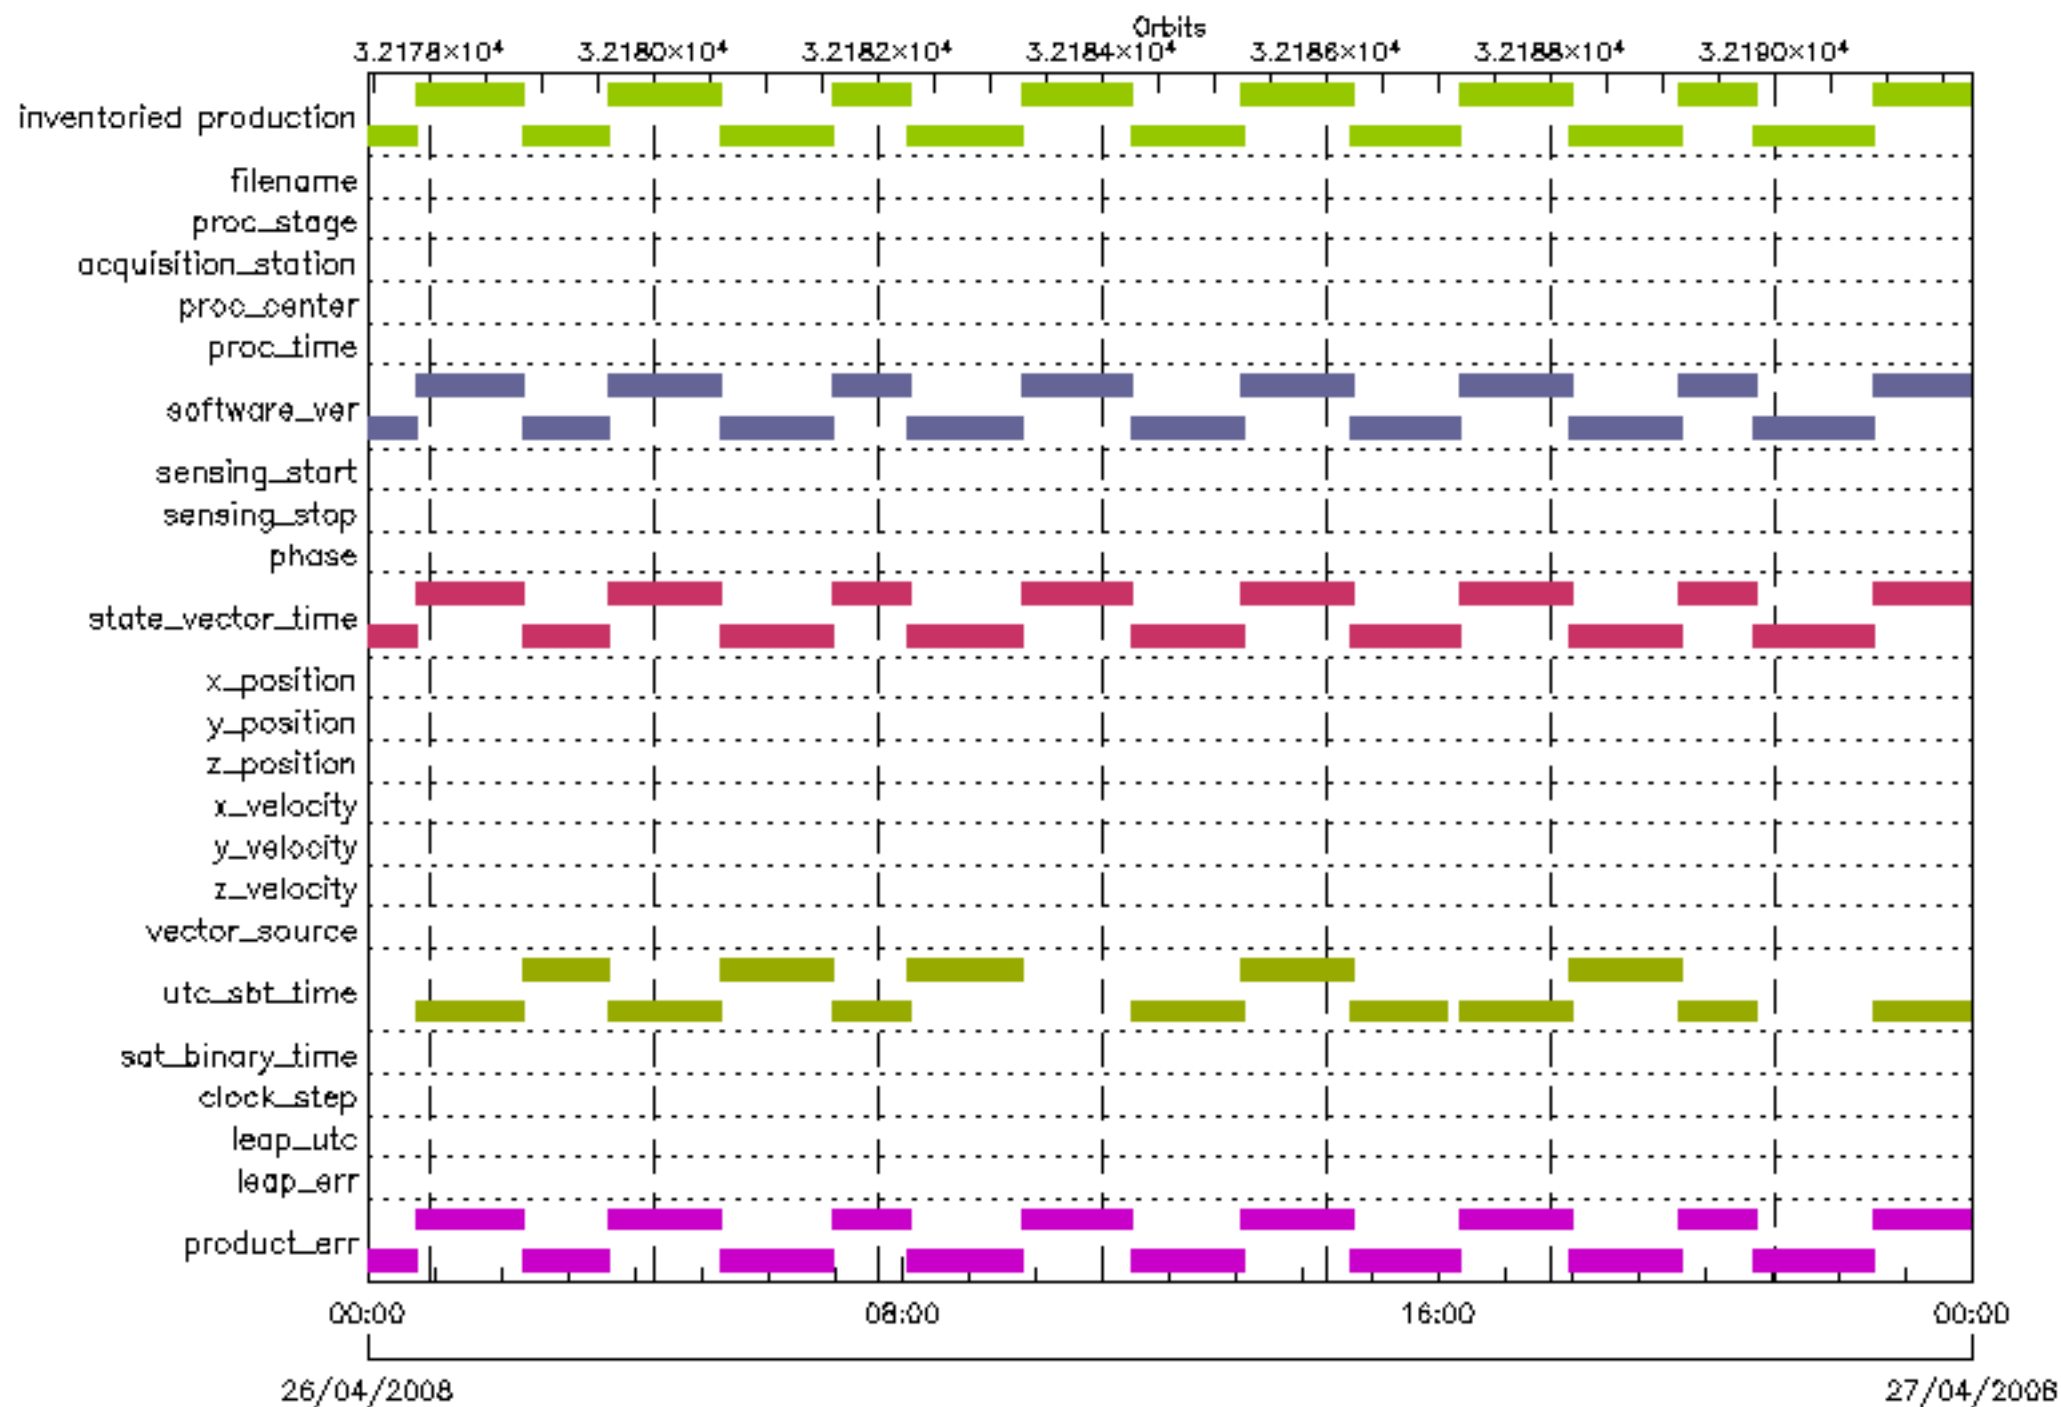 Orbits
3.2178×10⁴ 3.2180×10⁴ 3.2182×10⁴ 3.2184×10⁴ 3.2186×10⁴ 3.2188×10⁴ 3.2190×10⁴
inventoried production
filename
proc_stage
acquisition_station
proc_center
proc_time
software_ver
sensing_start
sensing_stop
phase
state_vector_time
x_position
y_position
z_position
x_velocity
y_velocity
z_velocity
vector_source
utc_sbt_time
sat_binary_time
clock_step
leap_utc
leap_err
product_err
00:00 08:00 16:00 00:00
26/04/2008 27/04/2008